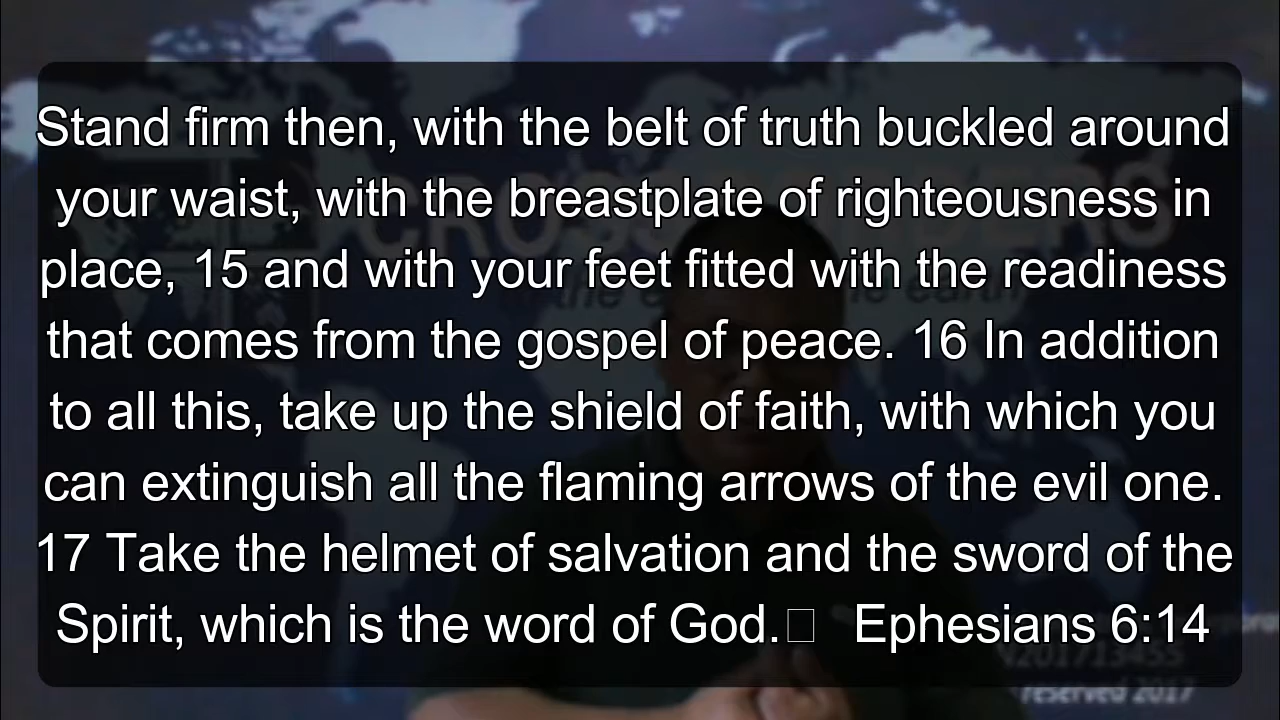 Stand firm then, with the belt of truth buckled around
your waist, with the breastplate of righteousness in
place, 15 and with your feet fitted with the readiness
that comes from the gospel of peace. 16 In addition
to all this, take up the shield of faith, with which you
can extinguish all the flaming arrows of the evil one.
17 Take the helmet of salvation and the sword of the
Spirit, which is the word of God.□ Ephesians 6:14
reserved 2017